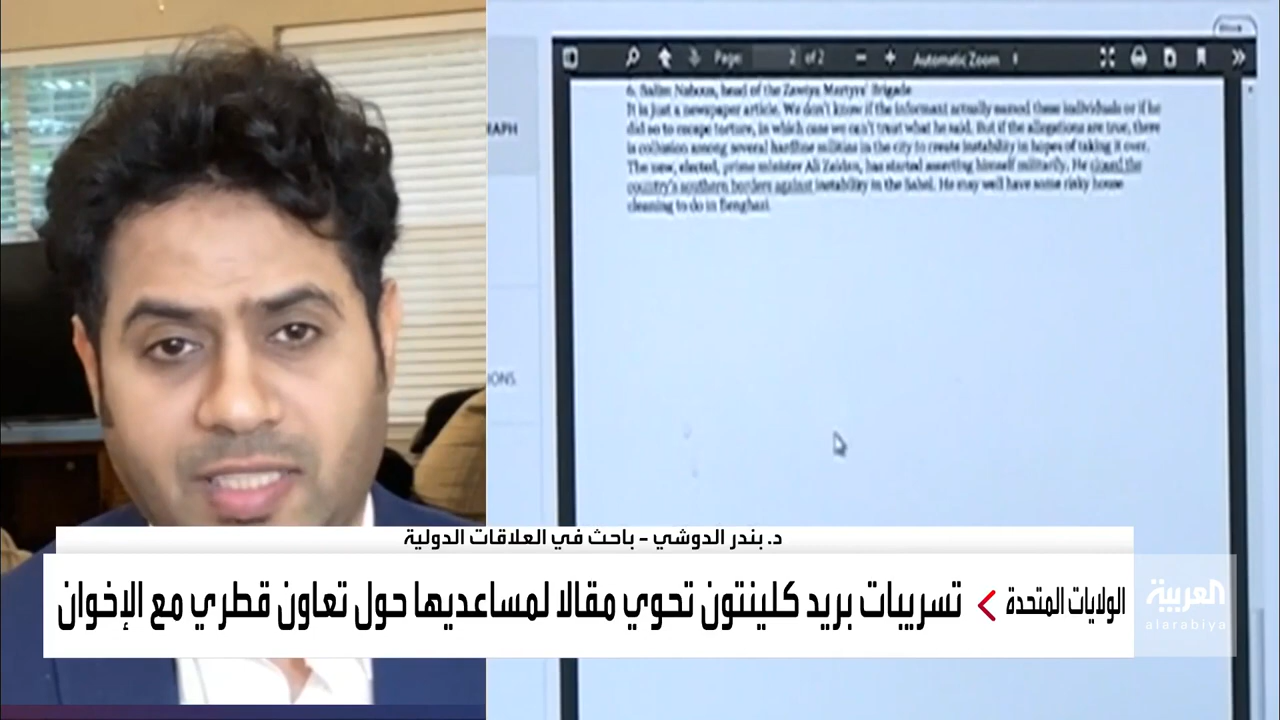 RAPH
IONS
Page: 2 of 2 Automatic Zoom
6. Salim Nabous, head of the Zawiya Martyrs' Brigade
It is just a newspaper article. We don't know if the informant actually named these individuals or if he
did so to escape torture, in which case we can't trust what he said. But if the allegations are true, there
is collusion among several hardline militias in the city to create instability in hopes of taking it over.
The new, elected, prime minister Ali Zeidan, has started asserting himself militarily. He closed the
country's southern borders against instability in the Sahel. He may well have some risky house
cleaning to do in Benghazi.
د. بندر الدوشي - باحث في العلاقات الدولية
الولايات المتحدة
تسريبات بريد كلينتون تحوي مقالا لمساعديها حول تعاون قطري مع الإخوان
العربية
alarabiya